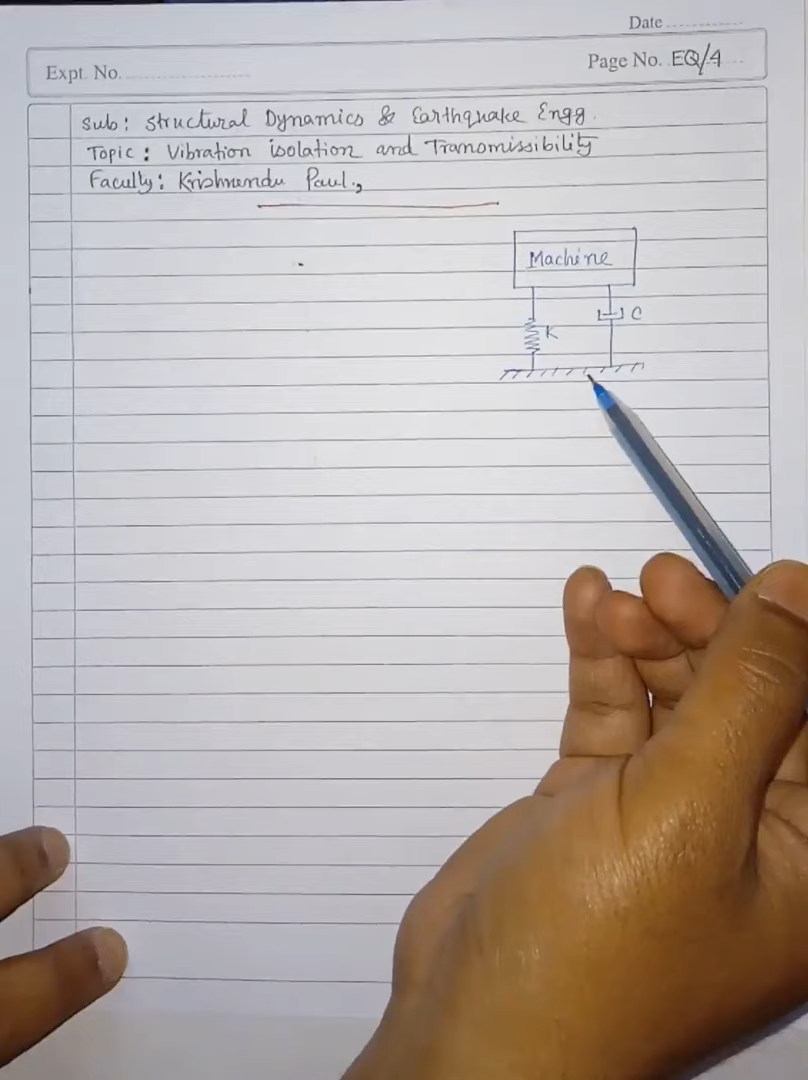 Date
Expt. No.
Page No. EQ/4
Sub: Structural Dynamics & Earthquake Engg.
Topic: Vibration isolation and Transmissibility
Faculty: Krishnendu Paul.,
Machine
K
C